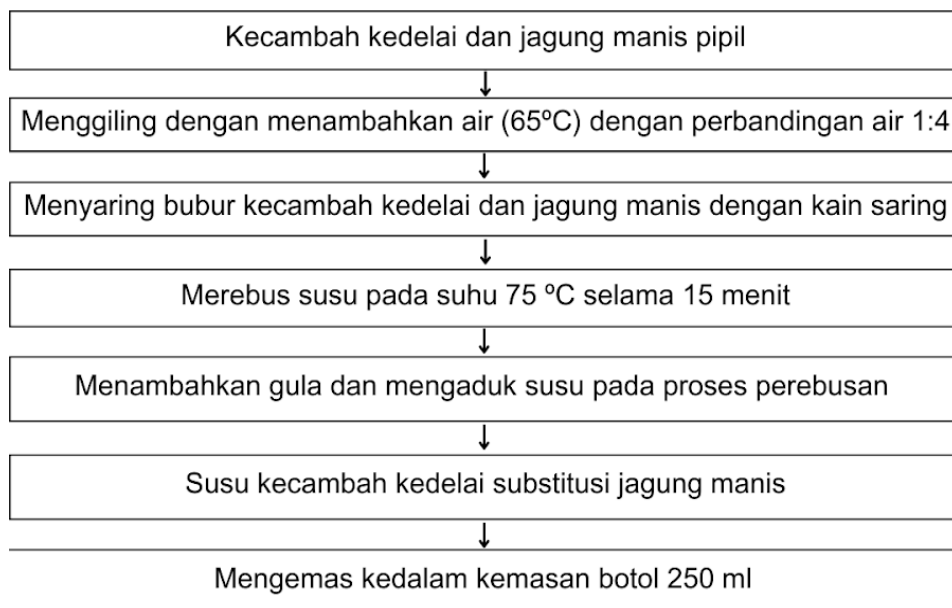 Kecambah kedelai dan jagung manis pipil
Menggiling dengan menambahkan air (65ºC) dengan perbandingan air 1:4
Menyaring bubur kecambah kedelai dan jagung manis dengan kain saring
Merebus susu pada suhu 75 ºC selama 15 menit
Menambahkan gula dan mengaduk susu pada proses perebusan
Susu kecambah kedelai substitusi jagung manis
Mengemas kedalam kemasan botol 250 ml